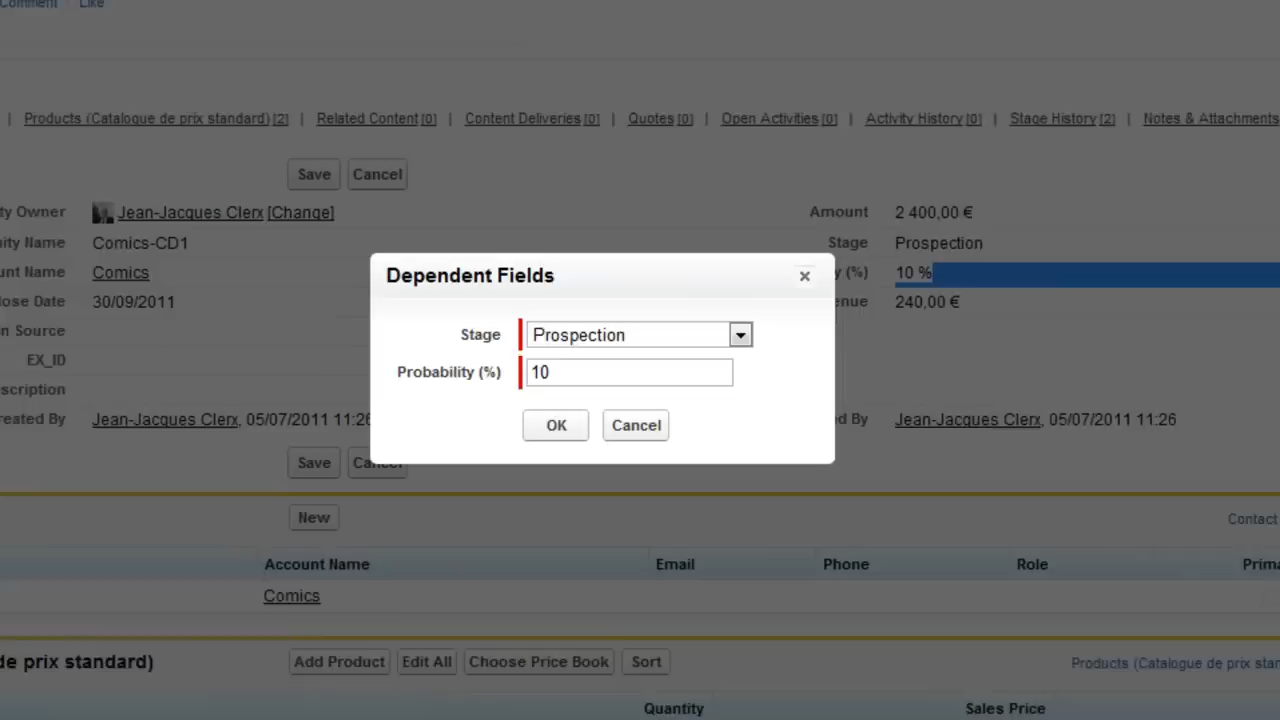 Comment Like
| Products (Catalogue de prix standard) [2] | Related Content [0] | Content Deliveries [0] | Quotes [0] | Open Activities [0] | Activity History [0] | Stage History [2] | Notes & Attachments
Save Cancel
ty Owner Jean-Jacques Clerx [Change] Amount 2 400,00 €
nity Name Comics-CD1 Stage Prospection
unt Name Comics y (%) 10 %
lose Date 30/09/2011 enue 240,00 €
n Source
EX_ID
scription
reated By Jean-Jacques Clerx, 05/07/2011 11:26 d By Jean-Jacques Clerx, 05/07/2011 11:26
Dependent Fields
Stage Prospection
Probability (%) 10
OK Cancel
Save Cancel
New Contact
Account Name Email Phone Role Prima
Comics
de prix standard) Add Product Edit All Choose Price Book Sort Products (Catalogue de prix stan
Quantity Sales Price